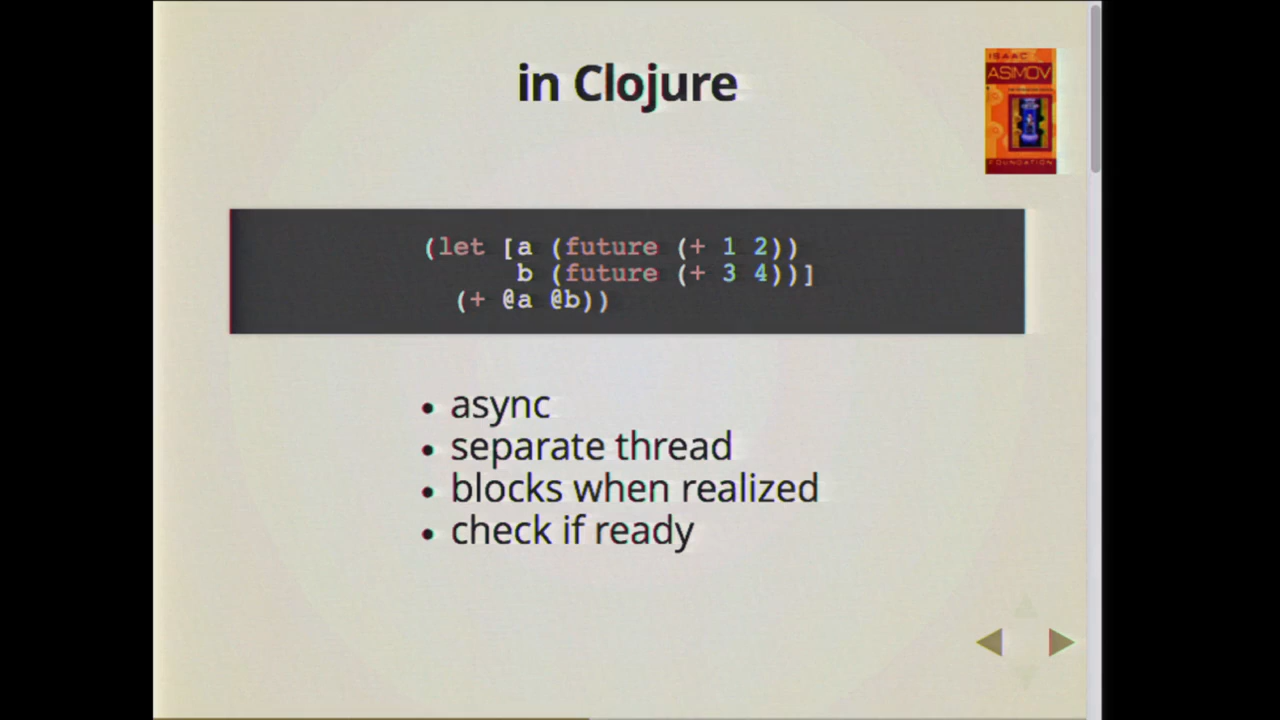 in Clojure
ISAAC
ASIMOV
FOUNDATION
(let [a (future (+ 1 2))
b (future (+ 3 4))]
(+ @a @b))
• async
• separate thread
• blocks when realized
• check if ready